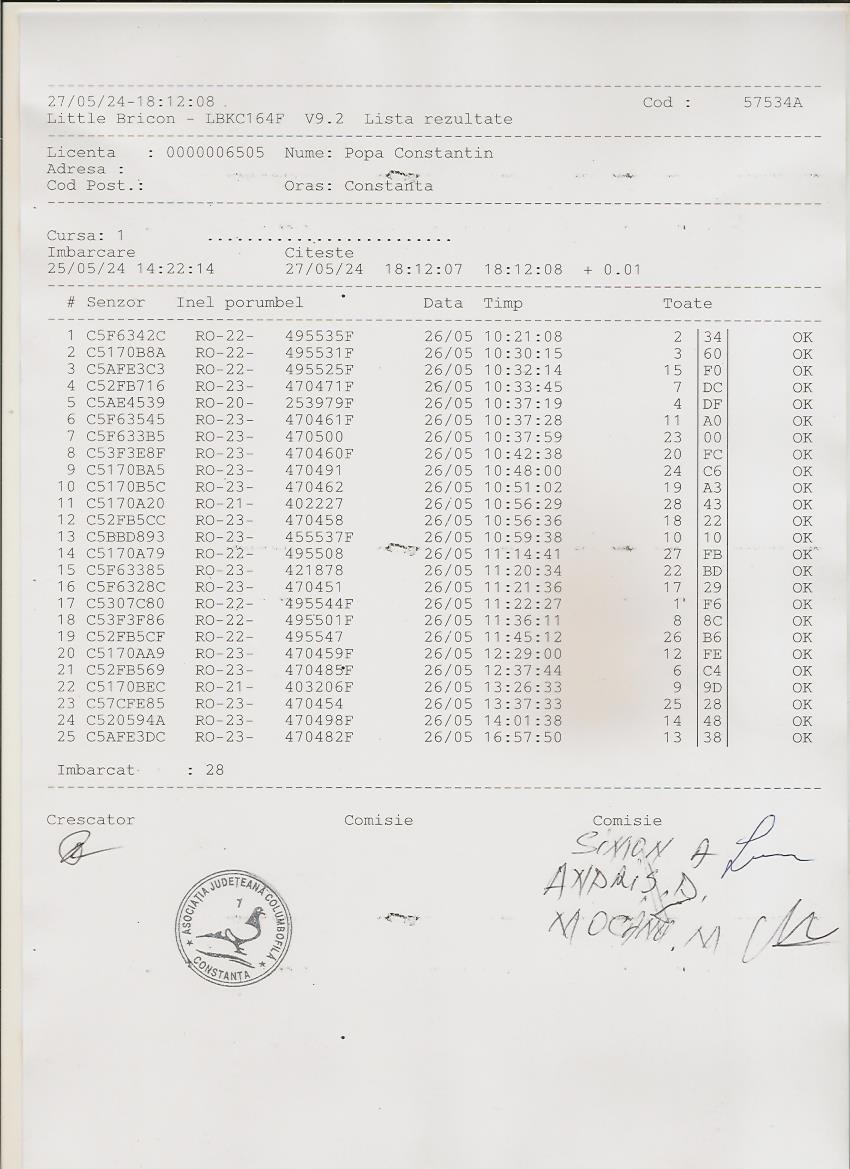 27/05/24-18:12:08 Cod : 57534A
Little Bricon - LBKC164F V9.2 Lista rezultate
Licenta : 0000006505 Nume: Popa Constantin
Adresa :
Cod Post.: Oras: Constanta
Cursa: 1 .........................
Imbarcare Citeste
25/05/24 14:22:14 27/05/24 18:12:07 18:12:08 + 0.01
# Senzor Inel porumbel Data Timp Toate
1 C5F6342C RO-22- 495535F 26/05 10:21:08 2 34 OK
2 C5170B8A RO-22- 495531F 26/05 10:30:15 3 60 OK
3 C5AFE3C3 RO-22- 495525F 26/05 10:32:14 15 F0 OK
4 C52FB716 RO-23- 470471F 26/05 10:33:45 7 DC OK
5 C5AE4539 RO-20- 253979F 26/05 10:37:19 4 DF OK
6 C5F63545 RO-23- 470461F 26/05 10:37:28 11 A0 OK
7 C5F633B5 RO-23- 470500 26/05 10:37:59 23 00 OK
8 C53F3E8F RO-23- 470460F 26/05 10:42:38 20 FC OK
9 C5170BA5 RO-23- 470491 26/05 10:48:00 24 C6 OK
10 C5170B5C RO-23- 470462 26/05 10:51:02 19 A3 OK
11 C5170A20 RO-21- 402227 26/05 10:56:29 28 43 OK
12 C52FB5CC RO-23- 470458 26/05 10:56:36 18 22 OK
13 C5BBD893 RO-23- 455537F 26/05 10:59:38 10 10 OK
14 C5170A79 RO-22- 495508 26/05 11:14:41 27 FB OK
15 C5F63385 RO-23- 421878 26/05 11:20:34 22 BD OK
16 C5F6328C RO-23- 470451 26/05 11:21:36 17 29 OK
17 C5307C80 RO-22- 495544F 26/05 11:22:27 1 F6 OK
18 C53F3F86 RO-22- 495501F 26/05 11:36:11 8 8C OK
19 C52FB5CF RO-22- 495547 26/05 11:45:12 26 B6 OK
20 C5170AA9 RO-23- 470459F 26/05 12:29:00 12 FE OK
21 C52FB569 RO-23- 470485F 26/05 12:37:44 6 C4 OK
22 C5170BEC RO-21- 403206F 26/05 13:26:33 9 9D OK
23 C57CFE85 RO-23- 470454 26/05 13:37:33 25 28 OK
24 C520594A RO-23- 470498F 26/05 14:01:38 14 48 OK
25 C5AFE3DC RO-23- 470482F 26/05 16:57:50 13 38 OK
Imbarcat : 28
Crescator Comisie Comisie
SIMION A
ANDREIS. D.
MOCANU. M
ASOCIAȚIA JUDEȚEANĂ COLUMBOFILĂ
1
★ CONSTANTA ★